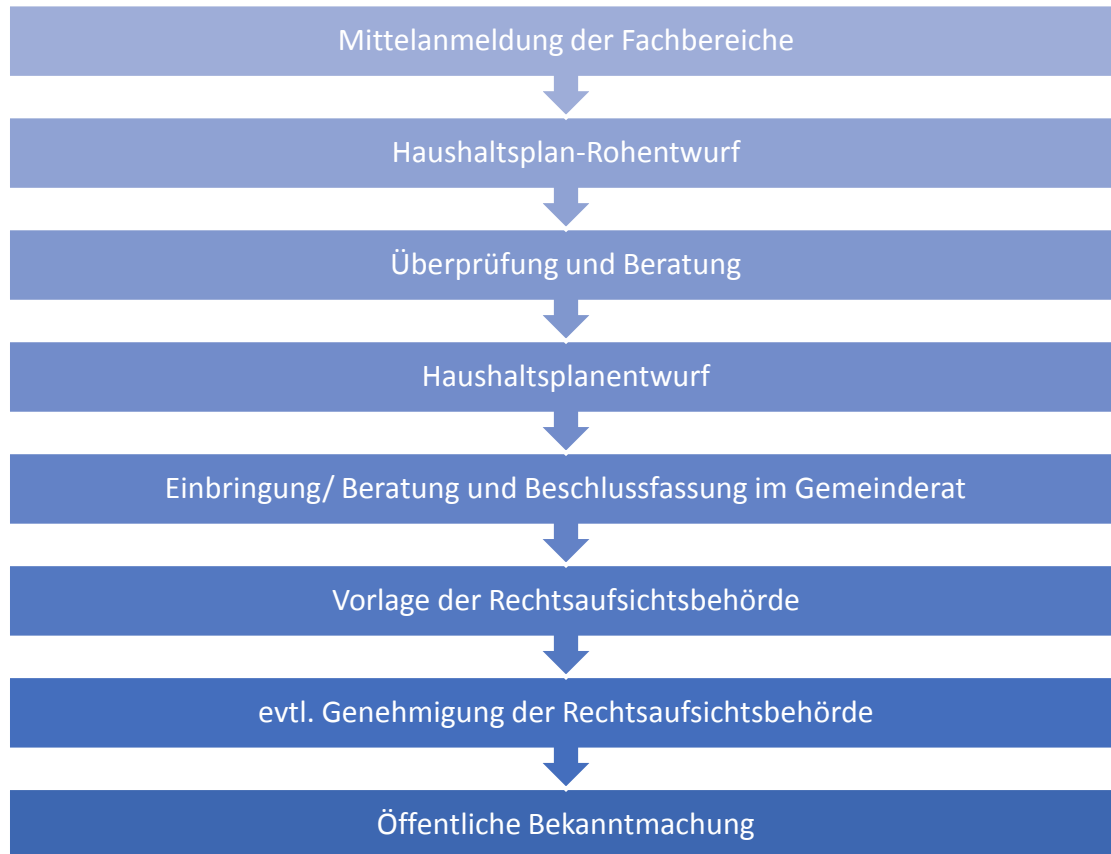 Mittelanmeldung der Fachbereiche
Haushaltsplan-Rohentwurf
Überprüfung und Beratung
Haushaltsplanentwurf
Einbringung/ Beratung und Beschlussfassung im Gemeinderat
Vorlage der Rechtsaufsichtsbehörde
evtl. Genehmigung der Rechtsaufsichtsbehörde
Öffentliche Bekanntmachung